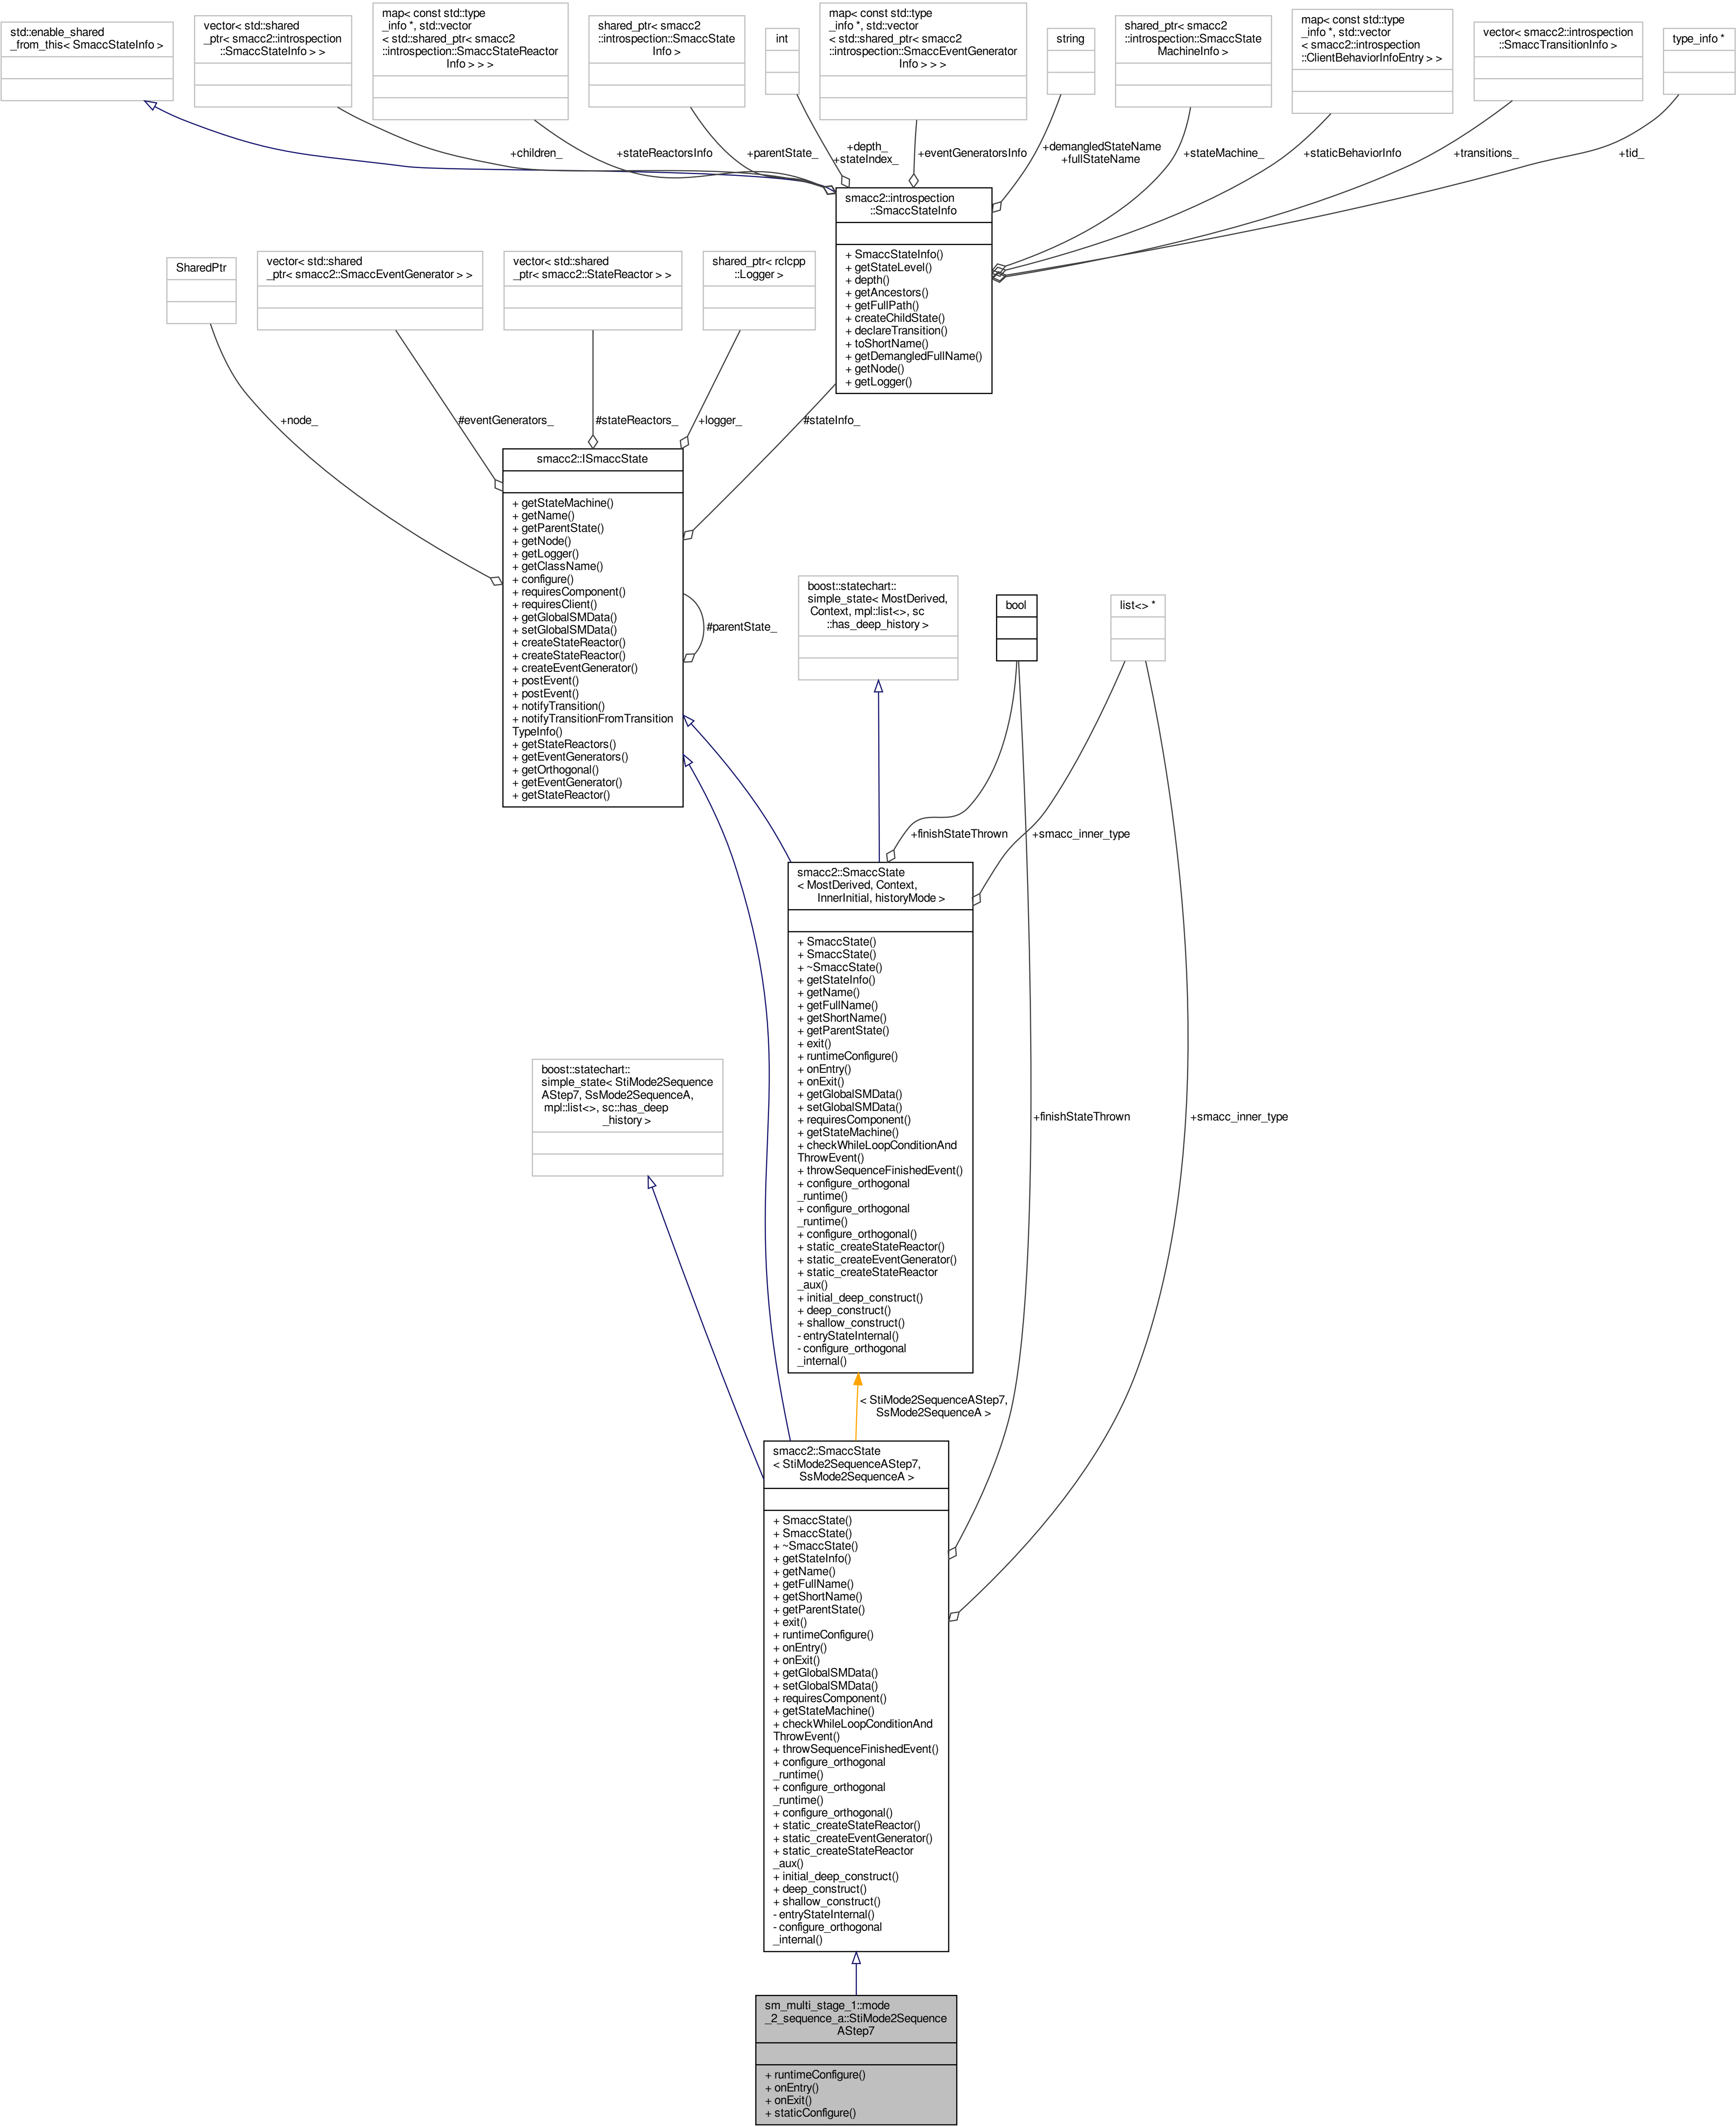 std::enable_shared
_from_this< SmaccStateInfo >
vector< std::shared
_ptr< smacc2::introspection
::SmaccStateInfo > >
map< const std::type
_info *, std::vector
< std::shared_ptr< smacc2
::introspection::SmaccStateReactor
Info > > >
shared_ptr< smacc2
::introspection::SmaccState
Info >
int
map< const std::type
_info *, std::vector
< std::shared_ptr< smacc2
::introspection::SmaccEventGenerator
Info > > >
string
shared_ptr< smacc2
::introspection::SmaccState
MachineInfo >
map< const std::type
_info *, std::vector
< smacc2::introspection
::ClientBehaviorInfoEntry > >
vector< smacc2::introspection
::SmaccTransitionInfo >
type_info *
+children_
+stateReactorsInfo
+parentState_
+depth_
+stateIndex_
+eventGeneratorsInfo
+demangledStateName
+fullStateName
+stateMachine_
+staticBehaviorInfo
+transitions_
+tid_
smacc2::introspection
::SmaccStateInfo
+ SmaccStateInfo()
+ getStateLevel()
+ depth()
+ getAncestors()
+ getFullPath()
+ createChildState()
+ declareTransition()
+ toShortName()
+ getDemangledFullName()
+ getNode()
+ getLogger()
SharedPtr
vector< std::shared
_ptr< smacc2::SmaccEventGenerator > >
vector< std::shared
_ptr< smacc2::StateReactor > >
shared_ptr< rclcpp
::Logger >
+node_
#eventGenerators_
#stateReactors_
+logger_
#stateInfo_
smacc2::ISmaccState
+ getStateMachine()
+ getName()
+ getParentState()
+ getNode()
+ getLogger()
+ getClassName()
+ configure()
+ requiresComponent()
+ requiresClient()
+ getGlobalSMData()
+ setGlobalSMData()
+ createStateReactor()
+ createStateReactor()
+ createEventGenerator()
+ postEvent()
+ postEvent()
+ notifyTransition()
+ notifyTransitionFromTransition
TypeInfo()
+ getStateReactors()
+ getEventGenerators()
+ getOrthogonal()
+ getEventGenerator()
+ getStateReactor()
#parentState_
boost::statechart::
simple_state< MostDerived,
Context, mpl::list<>, sc
::has_deep_history >
bool
list<> *
+finishStateThrown
+smacc_inner_type
smacc2::SmaccState
< MostDerived, Context,
InnerInitial, historyMode >
+ SmaccState()
+ SmaccState()
+ ~SmaccState()
+ getStateInfo()
+ getName()
+ getFullName()
+ getShortName()
+ getParentState()
+ exit()
+ runtimeConfigure()
+ onEntry()
+ onExit()
+ getGlobalSMData()
+ setGlobalSMData()
+ requiresComponent()
+ getStateMachine()
+ checkWhileLoopConditionAnd
ThrowEvent()
+ throwSequenceFinishedEvent()
+ configure_orthogonal
_runtime()
+ configure_orthogonal
_runtime()
+ configure_orthogonal()
+ static_createStateReactor()
+ static_createEventGenerator()
+ static_createStateReactor
_aux()
+ initial_deep_construct()
+ deep_construct()
+ shallow_construct()
- entryStateInternal()
- configure_orthogonal
_internal()
boost::statechart::
simple_state< StiMode2Sequence
AStep7, SsMode2SequenceA,
mpl::list<>, sc::has_deep
_history >
+finishStateThrown
+smacc_inner_type
< StiMode2SequenceAStep7,
SsMode2SequenceA >
smacc2::SmaccState
< StiMode2SequenceAStep7,
SsMode2SequenceA >
+ SmaccState()
+ SmaccState()
+ ~SmaccState()
+ getStateInfo()
+ getName()
+ getFullName()
+ getShortName()
+ getParentState()
+ exit()
+ runtimeConfigure()
+ onEntry()
+ onExit()
+ getGlobalSMData()
+ setGlobalSMData()
+ requiresComponent()
+ getStateMachine()
+ checkWhileLoopConditionAnd
ThrowEvent()
+ throwSequenceFinishedEvent()
+ configure_orthogonal
_runtime()
+ configure_orthogonal
_runtime()
+ configure_orthogonal()
+ static_createStateReactor()
+ static_createEventGenerator()
+ static_createStateReactor
_aux()
+ initial_deep_construct()
+ deep_construct()
+ shallow_construct()
- entryStateInternal()
- configure_orthogonal
_internal()
sm_multi_stage_1::mode
_2_sequence_a::StiMode2Sequence
AStep7
+ runtimeConfigure()
+ onEntry()
+ onExit()
+ staticConfigure()